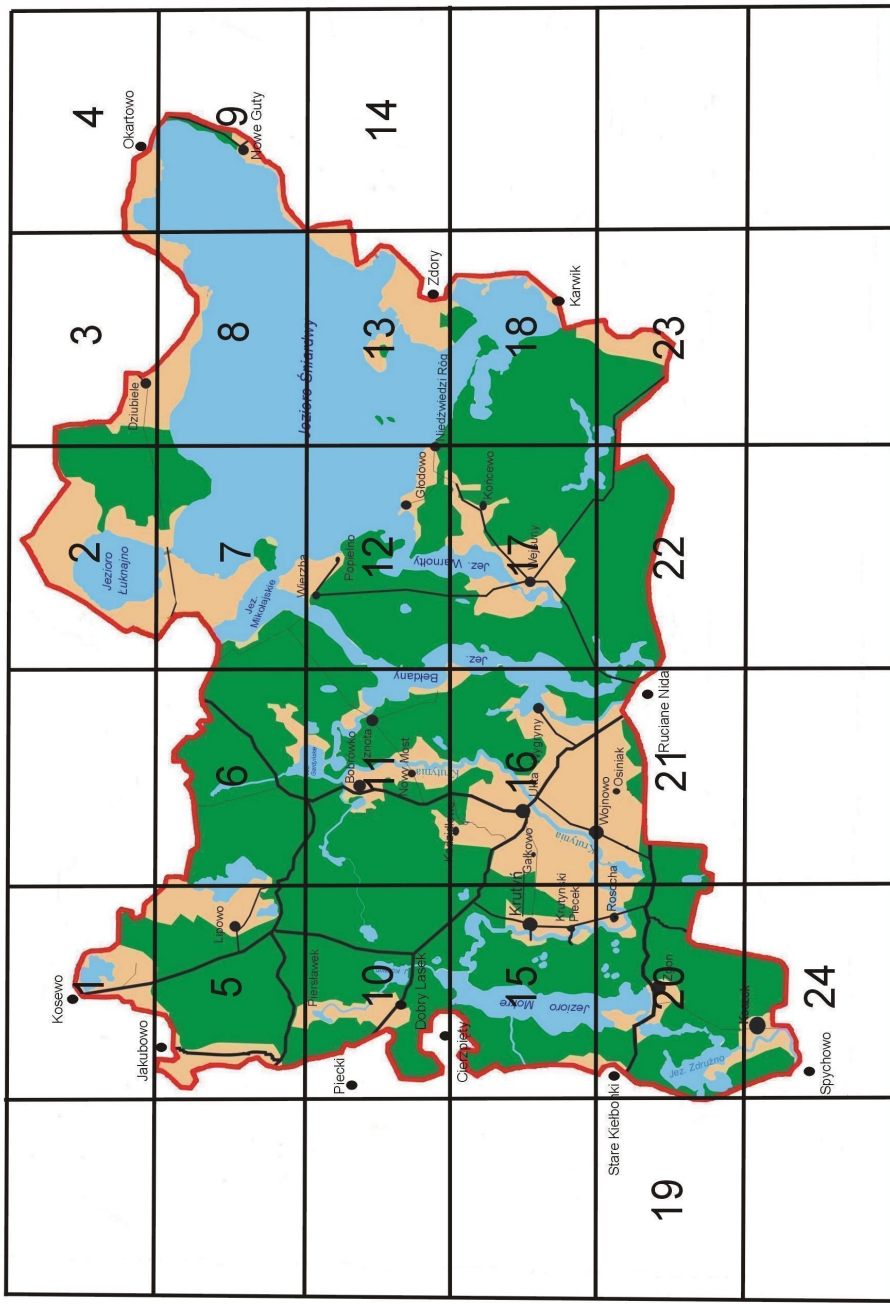 Kosewo
1
Jezioro
Łuknajno
2
Dziubiele
3
Okartowo
4
Jakubowo
5
Lipowo
6
Jez.
Mikołajskie
7
8
Jezioro Śniardwy
9
Nowe Guty
Piersławek
Piecki
10
Dobry Lasek
Cierzpięty
Bobrówko
Iznota
11
Nowy Most
Krutynia
Bełdany
Jez.
Wierzba
Popielno
12
Głodowo
Niedźwiedzi Róg
13
Zdory
14
Jezioro
Mokre
15
Krutyń
Krutyński
Piecek
Rosocha
Gałkowo
16
Ukta
Wygryny
Krutynia
Wojnowo
Osiniak
Jez. Warnołty
Końcewo
17
Wejsuny
18
Karwik
Stare Kiełbonki
19
Jez. Zdrużno
20
Zgon
21
Ruciane Nida
22
23
Spychowo
24